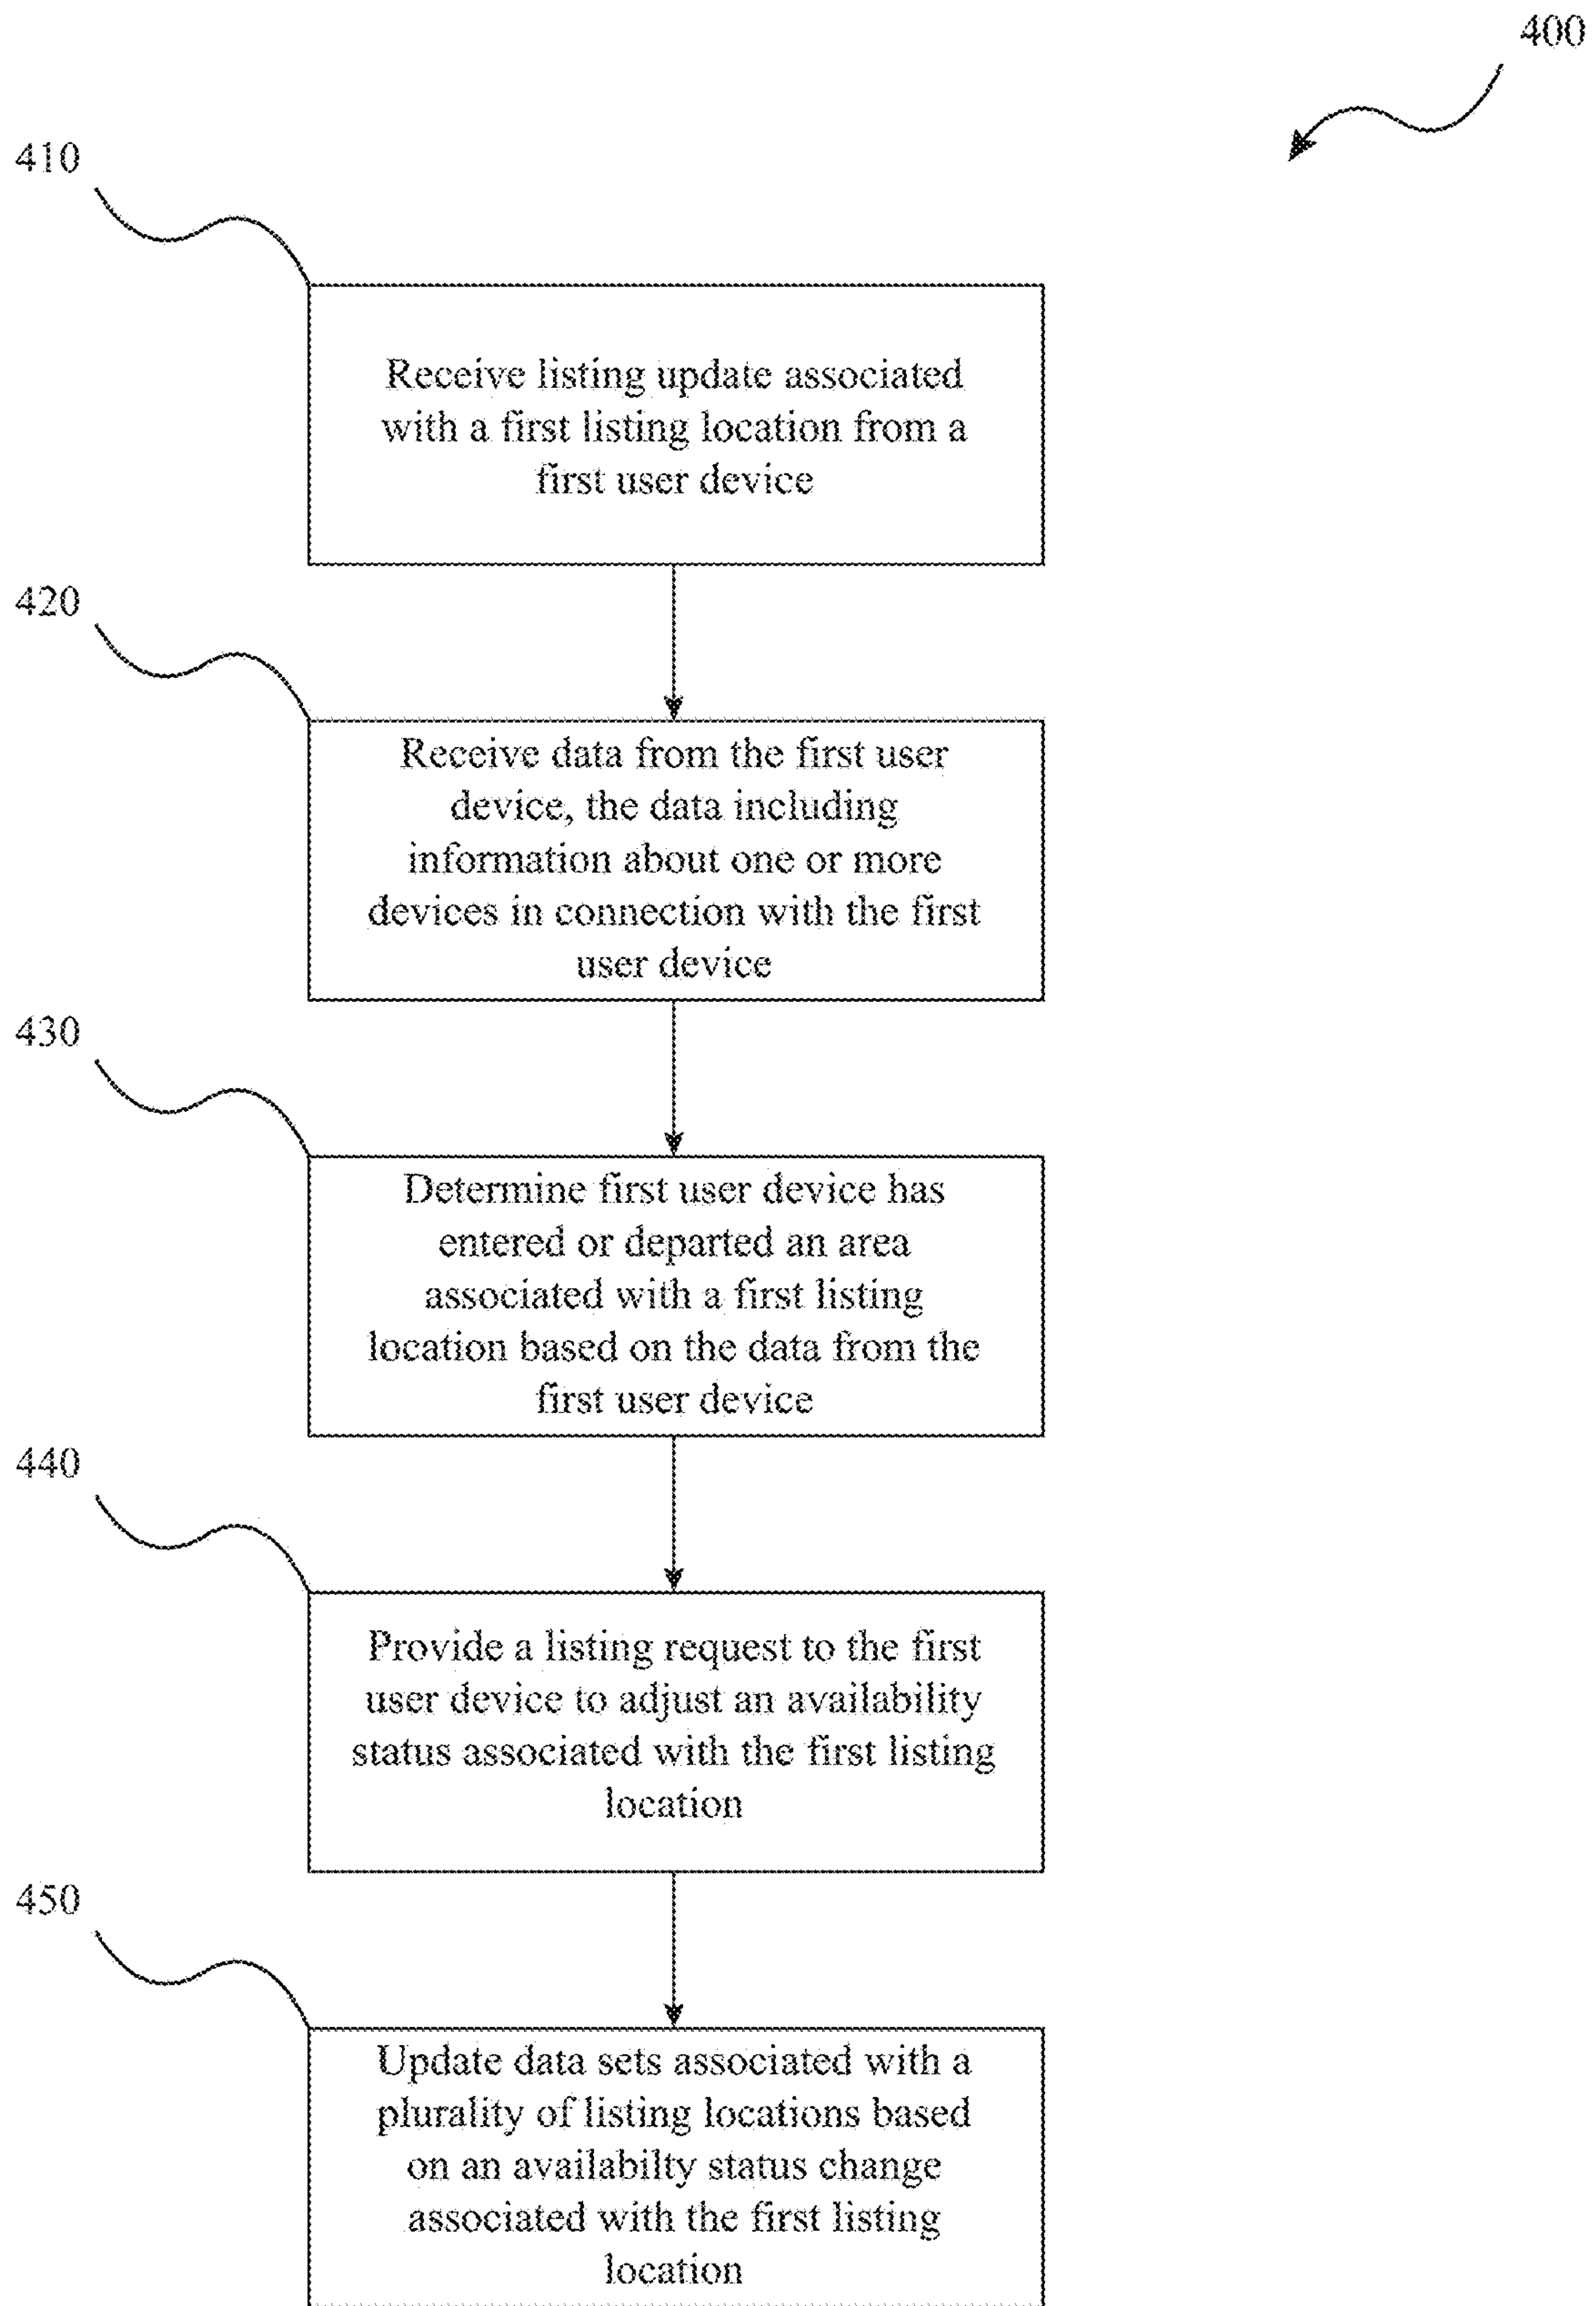 400
410
Receive listing update associated
with a first listing location from a
first user device
420
Receive data from the first user
device, the data including
information about one or more
devices in connection with the first
user device
430
Determine first user device has
entered or departed an area
associated with a first listing
location based on the data from the
first user device
440
Provide a listing request to the first
user device to adjust an availability
status associated with the first listing
location
450
Update data sets associated with a
plurality of listing locations based
on an availabilty status change
associated with the first listing
location